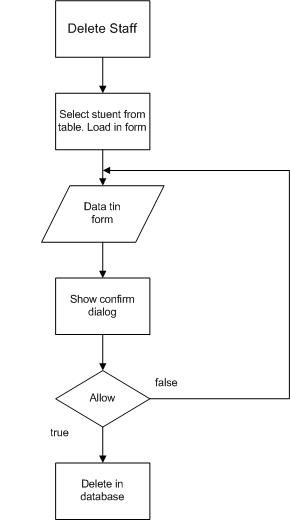 Delete Staff
Select stuent from
table. Load in form
Data tin
form
Show confirm
dialog
Allow
false
true
Delete in
database